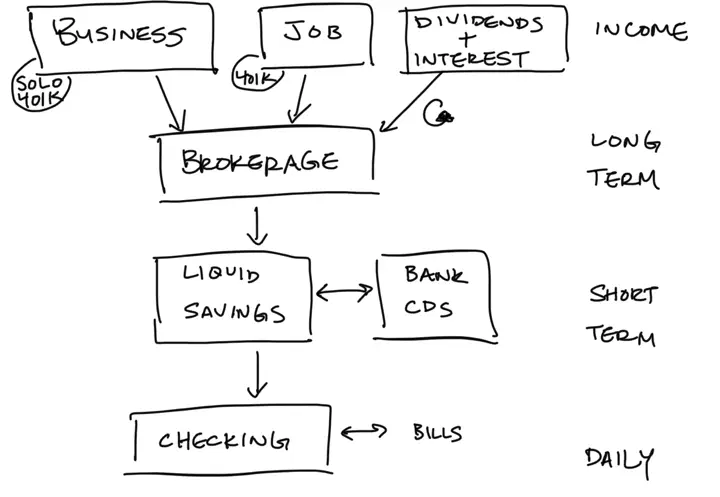 BUSINESS
SOLO
401K
JOB
401K
DIVIDENDS
+
INTEREST
INCOME
BROKERAGE
LONG
TERM
LIQUID
SAVINGS
BANK
CDS
SHORT
TERM
CHECKING
BILLS
DAILY